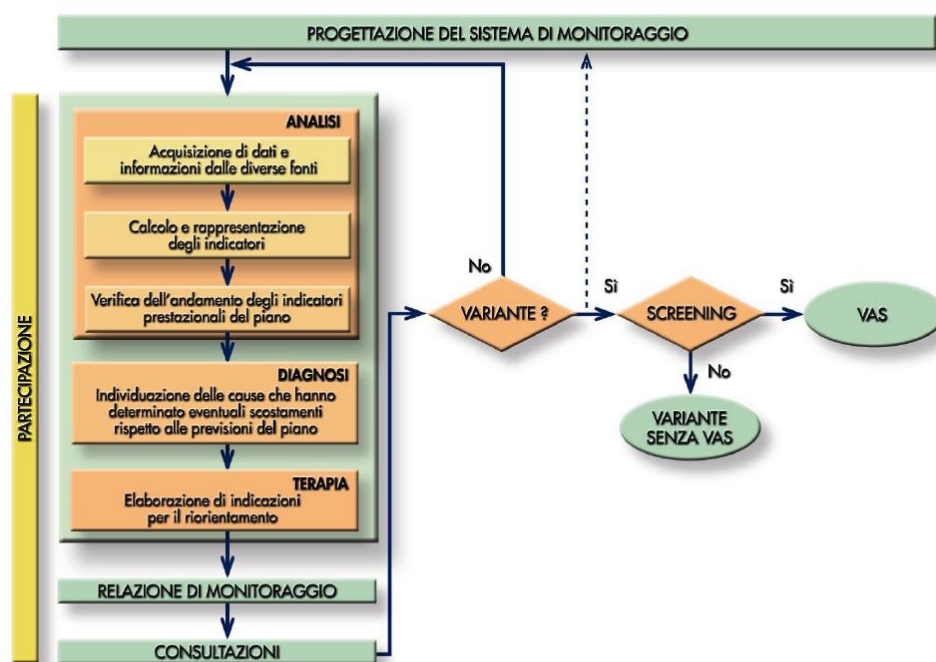 PROGETTAZIONE DEL SISTEMA DI MONITORAGGIO
PARTECIPAZIONE
ANALISI
Acquisizione di dati e
informazioni dalle diverse fonti
Calcolo e rappresentazione
degli indicatori
Verifica dell'andamento degli indicatori
prestazionali del piano
DIAGNOSI
Individuazione delle cause che hanno
determinato eventuali scostamenti
rispetto alle previsioni del piano
TERAPIA
Elaborazione di indicazioni
per il riorientamento
RELAZIONE DI MONITORAGGIO
CONSULTAZIONI
No
VARIANTE ?
Sì
SCREENING
Sì
VAS
No
VARIANTE
SENZA VAS